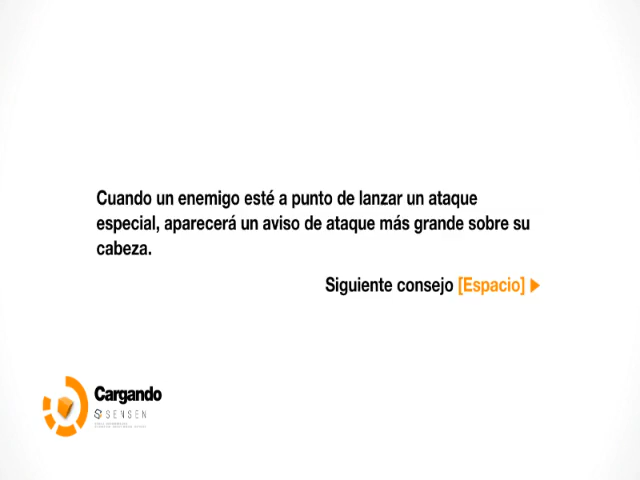 Cuando un enemigo esté a punto de lanzar un ataque
especial, aparecerá un aviso de ataque más grande sobre su
cabeza.
Siguiente consejo [Espacio]
Cargando
SENSEN